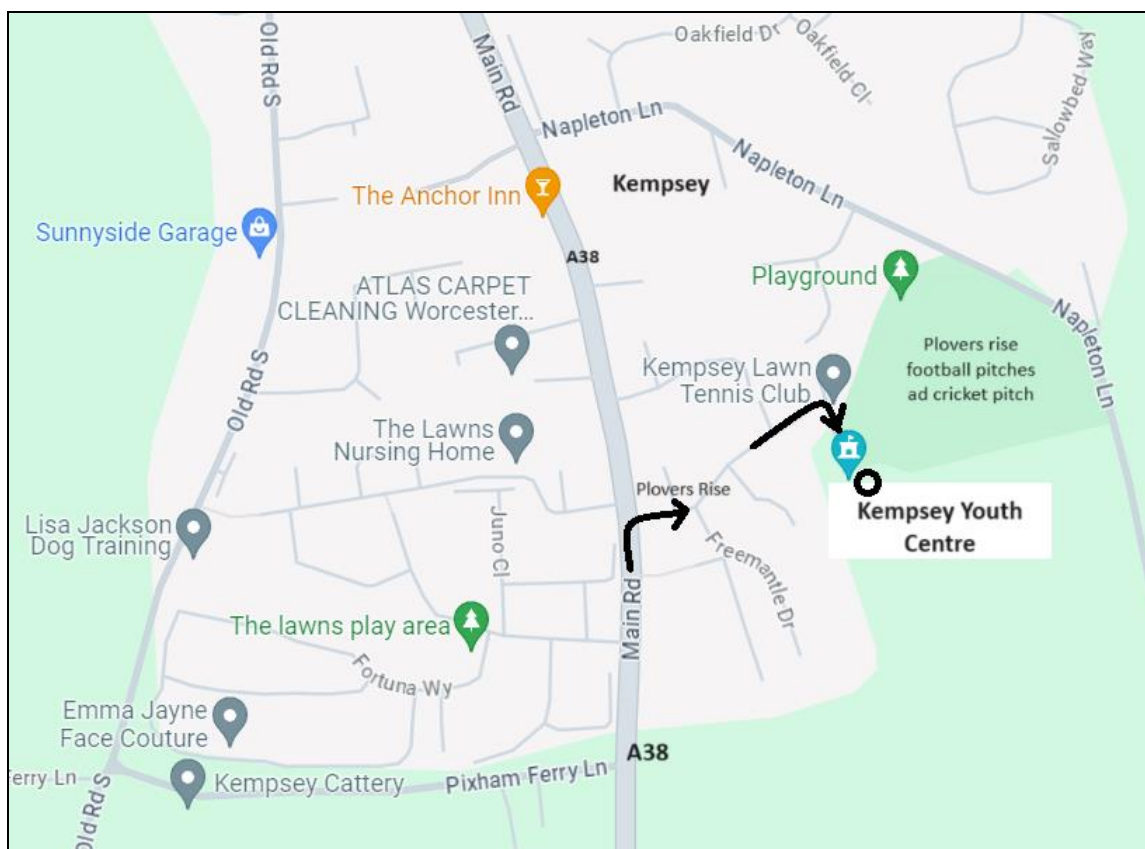 Old Rd S
Main Rd
Oakfield Dr
Oakfield Cl
Sallowbed Way
Napleton Ln
Napleton Ln
The Anchor Inn
Kempsey
Sunnyside Garage
A38
Playground
ATLAS CARPET
CLEANING Worcester...
Napleton Ln
Plovers rise
football pitches
ad cricket pitch
Old Rd S
Kempsey Lawn
Tennis Club
The Lawns
Nursing Home
Plovers Rise
Kempsey Youth
Centre
Lisa Jackson
Dog Training
Juno Cl
Freemantle Dr
The lawns play area
Main Rd
Fortuna Wy
Emma Jayne
Face Couture
A38
Ferry Ln
Old Rd S
Kempsey Cattery
Pixham Ferry Ln